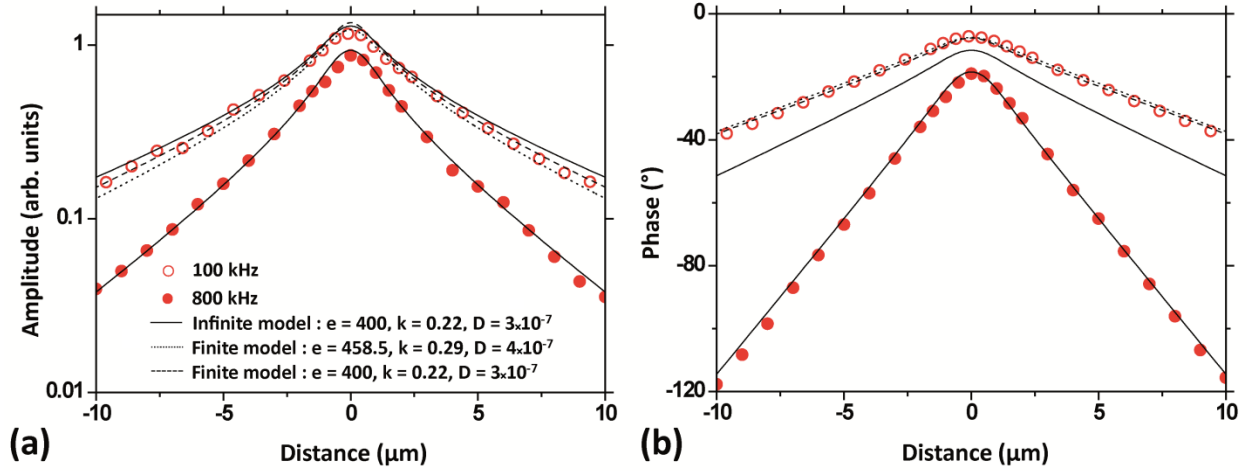 Amplitude (arb. units)
1
0.1
0.01
100 kHz
800 kHz
Infinite model : e = 400, k = 0.22, D = 3x10⁻⁷
Finite model : e = 458.5, k = 0.29, D = 4x10⁻⁷
Finite model : e = 400, k = 0.22, D = 3x10⁻⁷
-10 -5 0 5 10
(a) Distance (µm)
Phase (°)
0
-40
-80
-120
-10 -5 0 5 10
(b) Distance (µm)